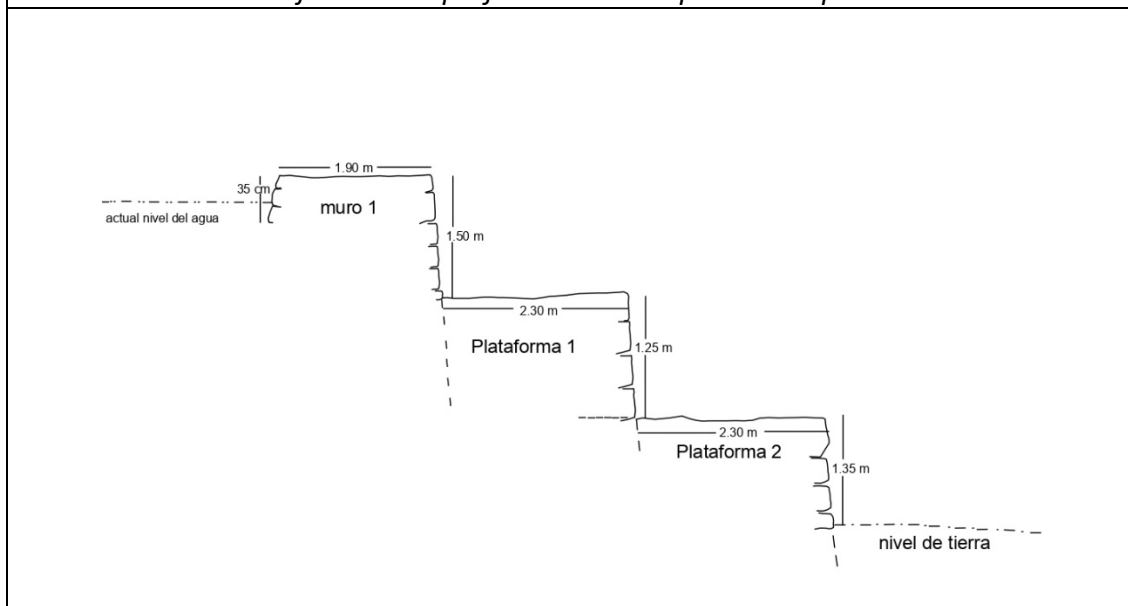 1.90 m
35 cm
actual nivel del agua
muro 1
1.50 m
2.30 m
Plataforma 1
1.25 m
2.30 m
Plataforma 2
1.35 m
nivel de tierra